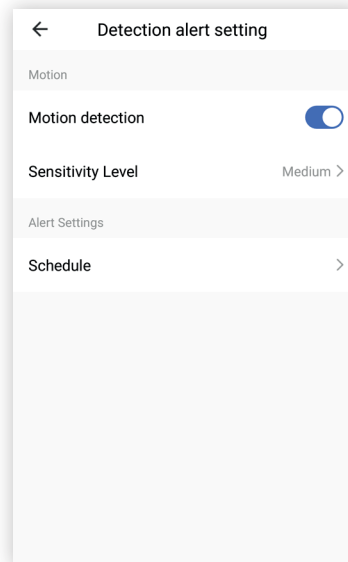 Detection alert setting
Motion
Motion detection
Sensitivity Level Medium
Alert Settings
Schedule